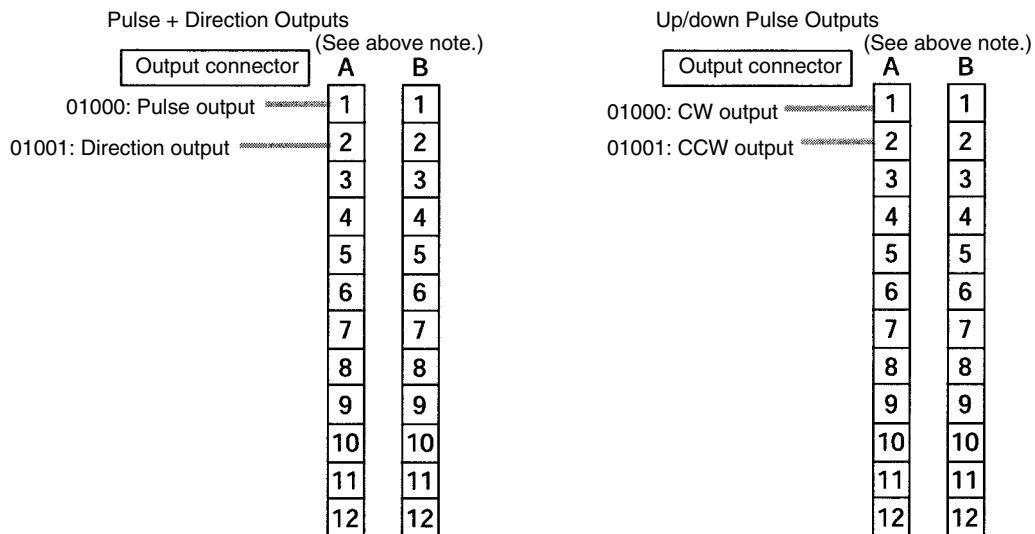 Pulse + Direction Outputs
(See above note.)
Output connector A B
01000: Pulse output 1 1
01001: Direction output 2 2
3 3
4 4
5 5
6 6
7 7
8 8
9 9
10 10
11 11
12 12
Up/down Pulse Outputs
(See above note.)
Output connector A B
01000: CW output 1 1
01001: CCW output 2 2
3 3
4 4
5 5
6 6
7 7
8 8
9 9
10 10
11 11
12 12